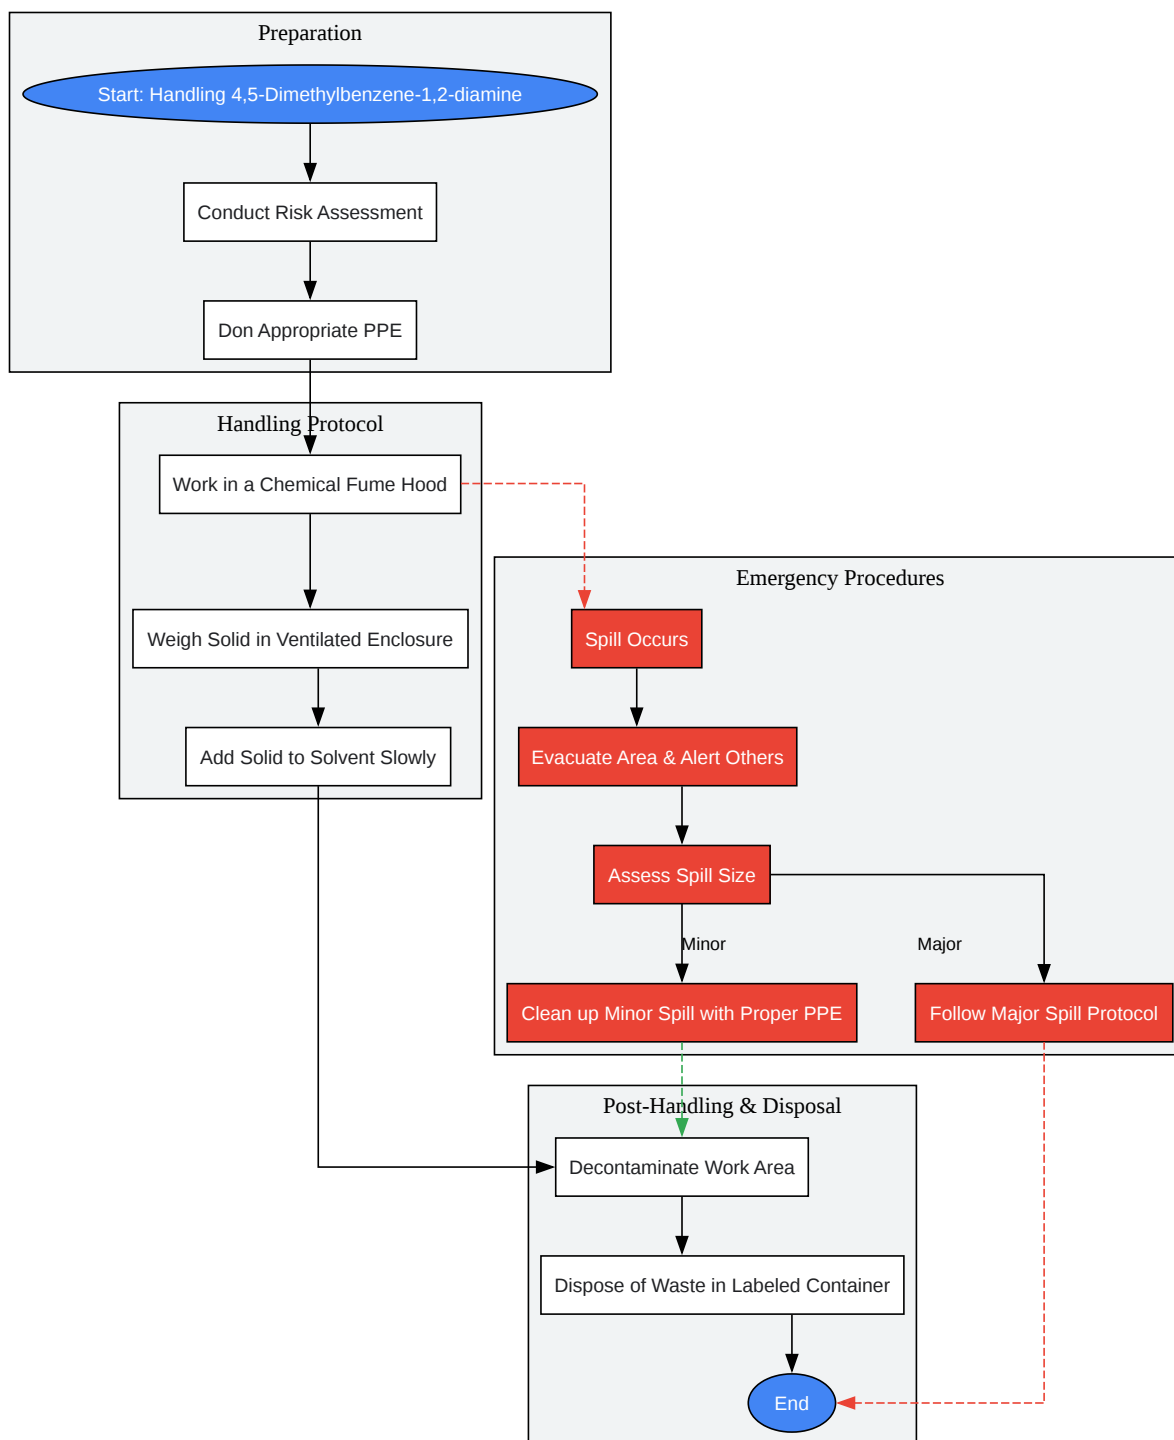 Preparation
Start: Handling 4,5-Dimethylbenzene-1,2-diamine
Conduct Risk Assessment
Don Appropriate PPE
Handling Protocol
Work in a Chemical Fume Hood
Weigh Solid in Ventilated Enclosure
Add Solid to Solvent Slowly
Emergency Procedures
Spill Occurs
Evacuate Area & Alert Others
Assess Spill Size
Minor
Major
Clean up Minor Spill with Proper PPE
Follow Major Spill Protocol
Post-Handling & Disposal
Decontaminate Work Area
Dispose of Waste in Labeled Container
End